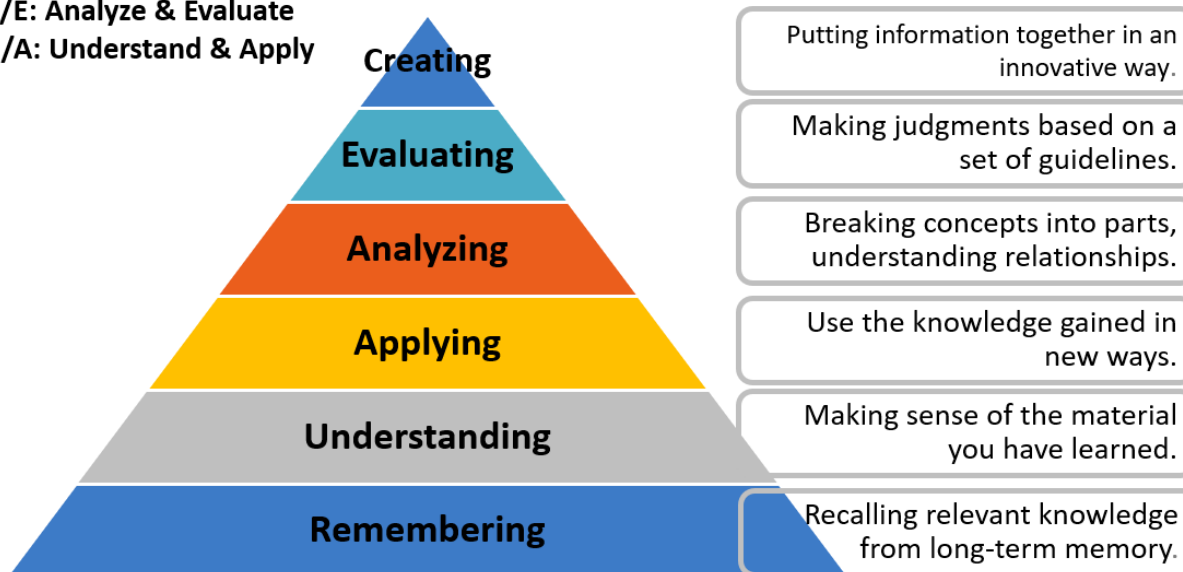 /E: Analyze & Evaluate
/A: Understand & Apply
Creating
Putting information together in an
innovative way.
Evaluating
Making judgments based on a
set of guidelines.
Analyzing
Breaking concepts into parts,
understanding relationships.
Applying
Use the knowledge gained in
new ways.
Understanding
Making sense of the material
you have learned.
Remembering
Recalling relevant knowledge
from long-term memory.